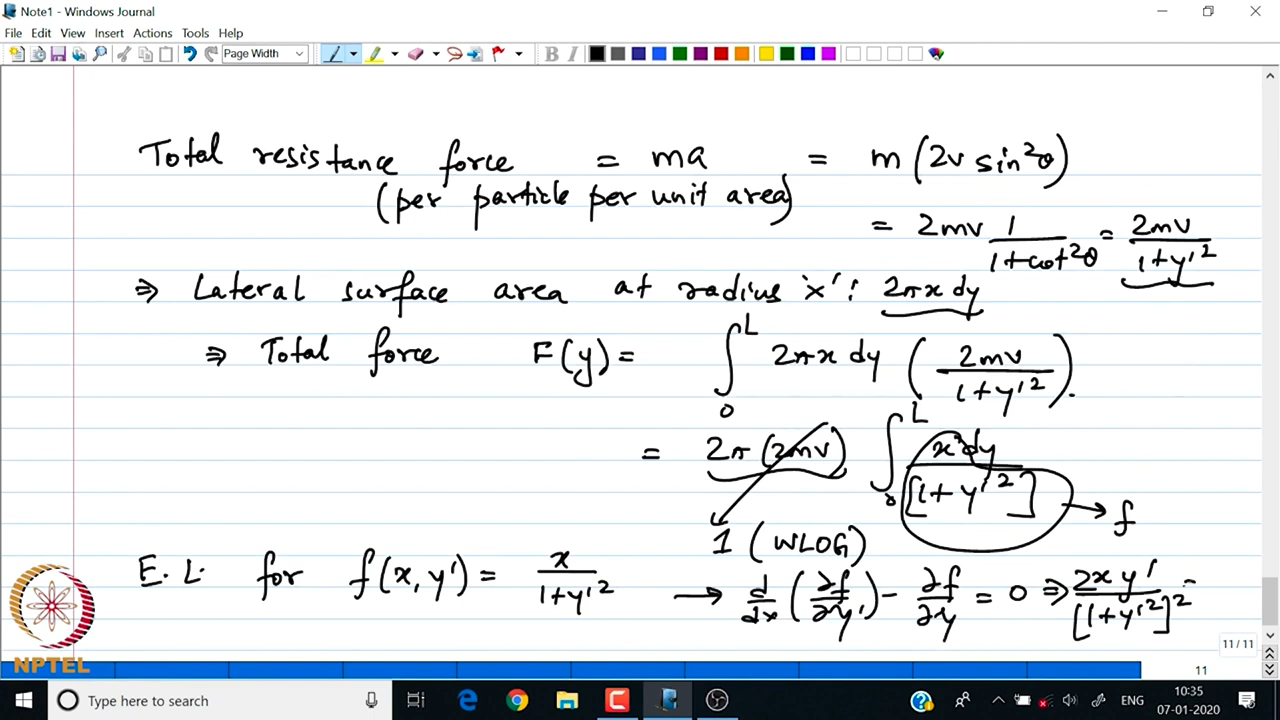 Note1 - Windows Journal
File Edit View Insert Actions Tools Help
Page Width
Total resistance force = ma = m(2v sin²θ)
(per particle per unit area)
= 2mv 1/(1+cot²θ) = 2mv/(1+y'²)
⇒ Lateral surface area at radius 'x': 2πx dy
⇒ Total force F(y) = ∫₀ᴸ 2πx dy (2mv/(1+y'²)).
= 2π(2mv) ∫₀ᴸ x dy/[1+y'²] → f
1 (WLOG)
E.L. for f(x, y') = x/(1+y'²) → d/dx (∂f/∂y') - ∂f/∂y = 0 ⇒ 2xy'/[1+y'²]² =
NPTEL
11/11
11
Type here to search
ENG
10:35
07-01-2020